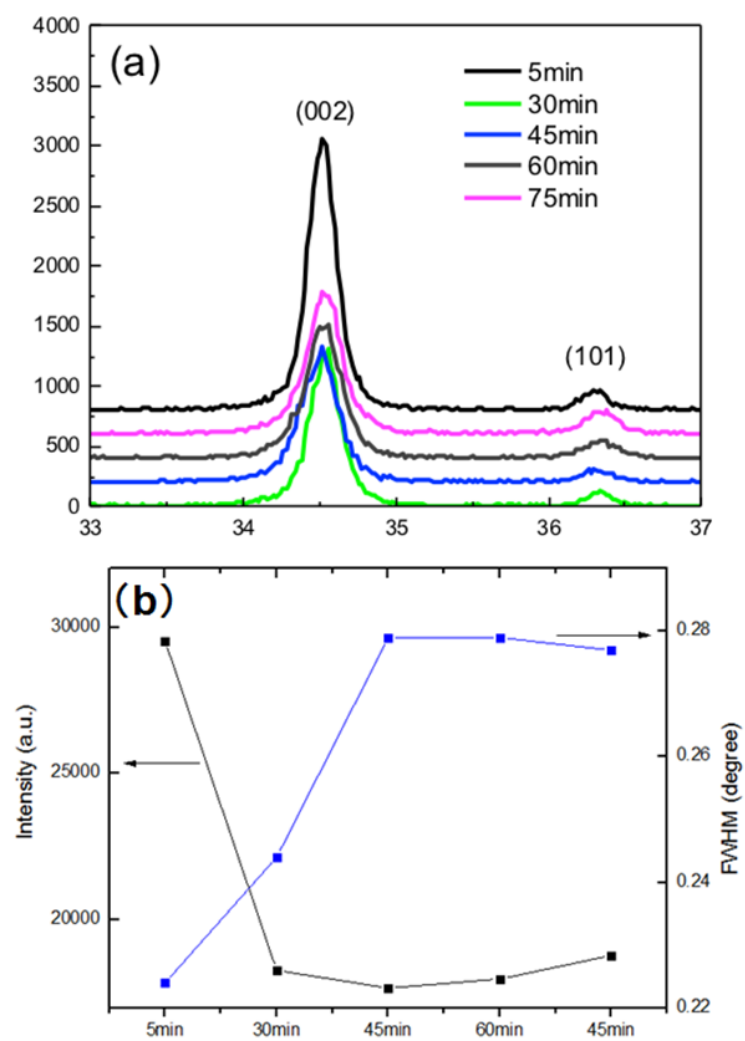 (a)
4000
3500
3000
2500
2000
1500
1000
500
0
(002)
(101)
5min
30min
45min
60min
75min
33 34 35 36 37
(b)
Intensity (a.u.)
30000
25000
20000
0.28
0.26
0.24
0.22
FWHM (degree)
5min 30min 45min 60min 45min